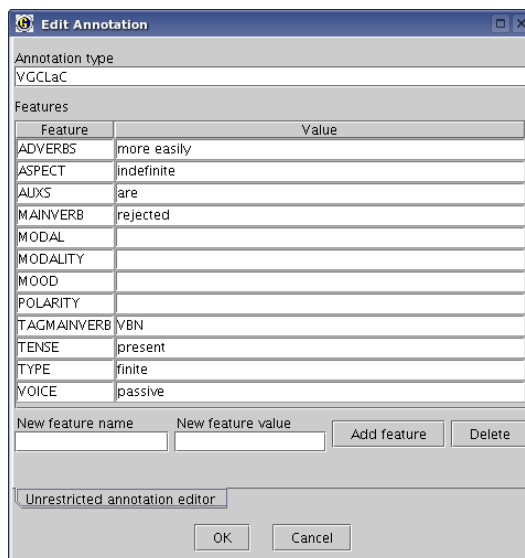 Edit Annotation
Annotation type
VGCLaC
Features
Feature Value
ADVERBS more easily
ASPECT indefinite
AUXS are
MAINVERB rejected
MODAL
MODALITY
MOOD
POLARITY
TAGMAINVERB VBN
TENSE present
TYPE finite
VOICE passive
New feature name New feature value
Add feature Delete
Unrestricted annotation editor
OK Cancel